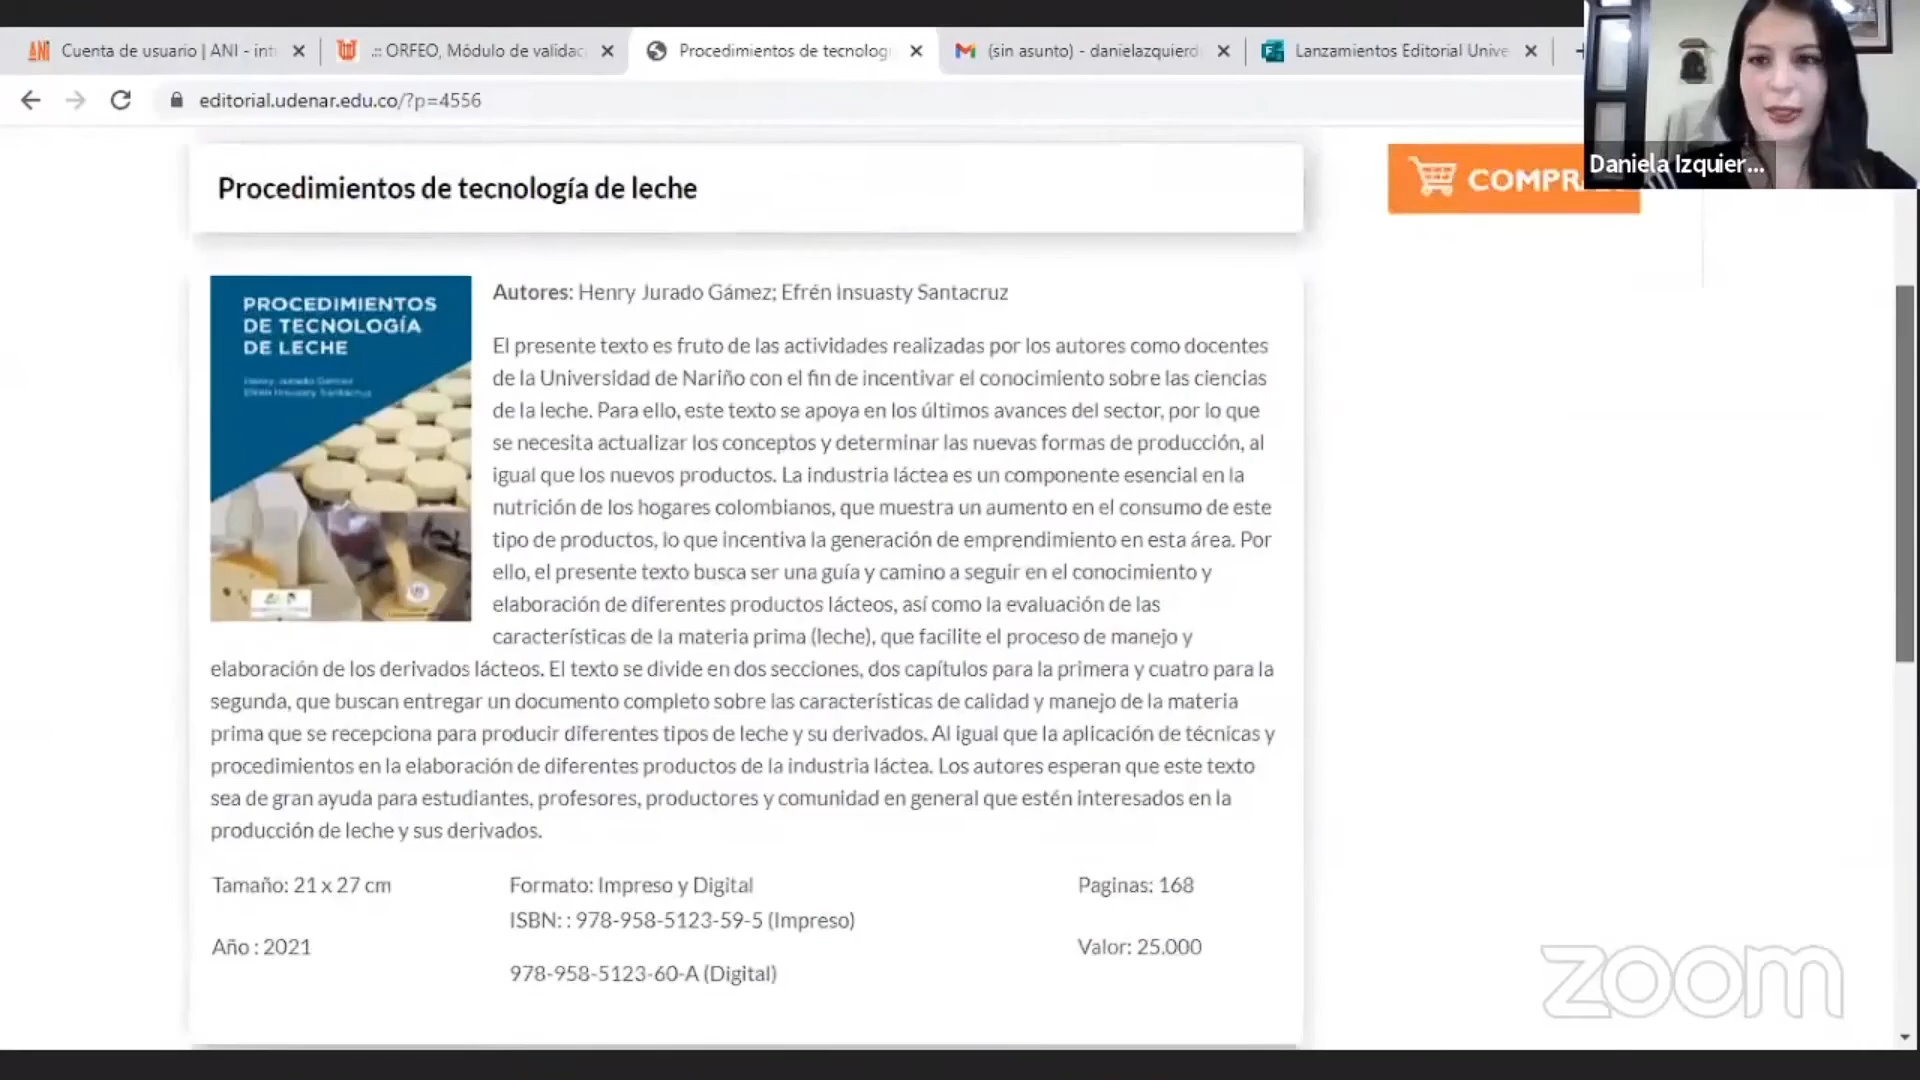 Cuenta de usuario | ANI - int
.:: ORFEO, Módulo de validac
Procedimientos de tecnologí
(sin asunto) - danielazquierd
Lanzamientos Editorial Unive
editorial.udenar.edu.co/?p=4556
Daniela Izquier...
COMPR
Procedimientos de tecnología de leche
PROCEDIMIENTOS
DE TECNOLOGÍA
DE LECHE
Henry Jurado Gámez
Efrén Insuasty Santacruz
Autores: Henry Jurado Gámez; Efrén Insuasty Santacruz
El presente texto es fruto de las actividades realizadas por los autores como docentes
de la Universidad de Nariño con el fin de incentivar el conocimiento sobre las ciencias
de la leche. Para ello, este texto se apoya en los últimos avances del sector, por lo que
se necesita actualizar los conceptos y determinar las nuevas formas de producción, al
igual que los nuevos productos. La industria láctea es un componente esencial en la
nutrición de los hogares colombianos, que muestra un aumento en el consumo de este
tipo de productos, lo que incentiva la generación de emprendimiento en esta área. Por
ello, el presente texto busca ser una guía y camino a seguir en el conocimiento y
elaboración de diferentes productos lácteos, así como la evaluación de las
características de la materia prima (leche), que facilite el proceso de manejo y
elaboración de los derivados lácteos. El texto se divide en dos secciones, dos capítulos para la primera y cuatro para la
segunda, que buscan entregar un documento completo sobre las características de calidad y manejo de la materia
prima que se recepciona para producir diferentes tipos de leche y su derivados. Al igual que la aplicación de técnicas y
procedimientos en la elaboración de diferentes productos de la industria láctea. Los autores esperan que este texto
sea de gran ayuda para estudiantes, profesores, productores y comunidad en general que estén interesados en la
producción de leche y sus derivados.
Tamaño: 21 x 27 cm
Formato: Impreso y Digital
Paginas: 168
ISBN: : 978-958-5123-59-5 (Impreso)
Año : 2021
Valor: 25.000
978-958-5123-60-A (Digital)
zoom